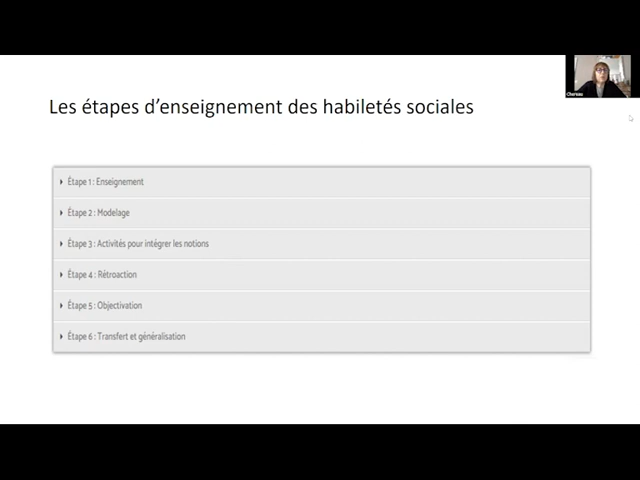 Les étapes d’enseignement des habiletés sociales
Étape 1 : Enseignement
Étape 2 : Modelage
Étape 3 : Activités pour intégrer les notions
Étape 4 : Rétroaction
Étape 5 : Objectivation
Étape 6 : Transfert et généralisation